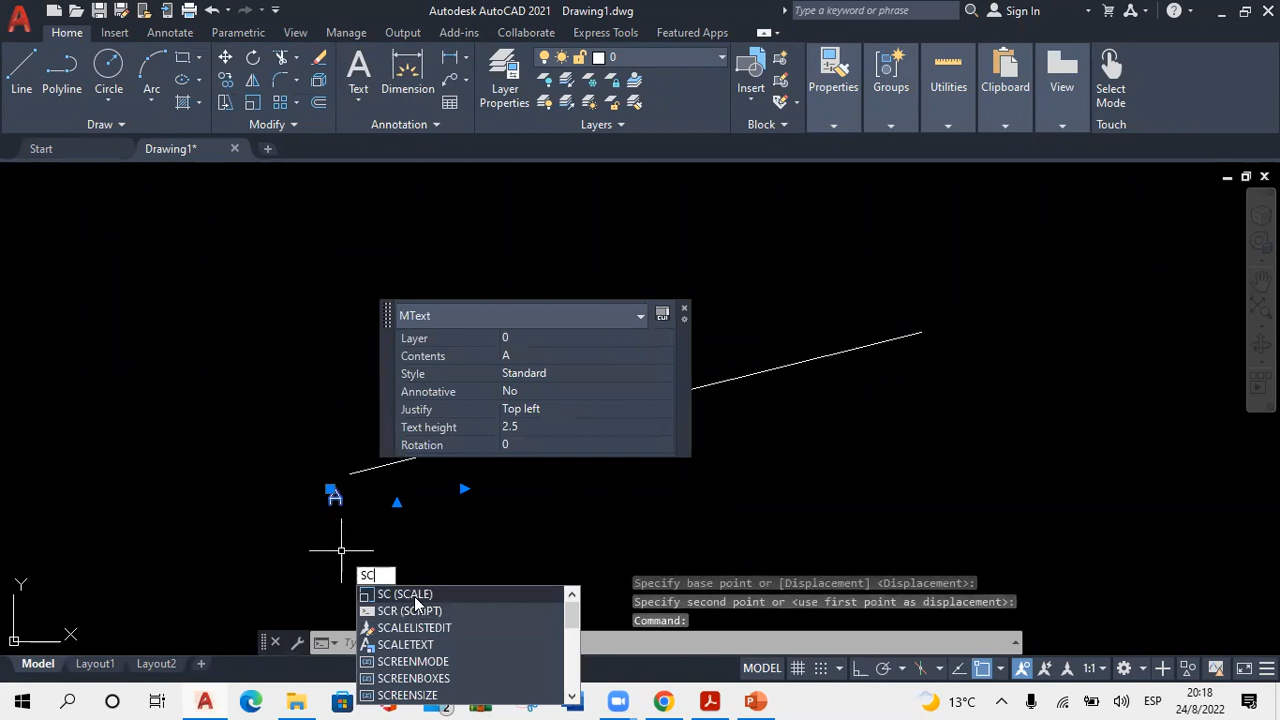 Autodesk AutoCAD 2021 Drawing1.dwg
Type a keyword or phrase
Sign In
Home Insert Annotate Parametric View Manage Output Add-ins Collaborate Express Tools Featured Apps
0
Line Polyline Circle Arc
Text Dimension
Layer Properties
Insert
Properties Groups Utilities Clipboard View
Select Mode
Draw Modify Annotation Layers Block Touch
Start Drawing1*
MText
Layer 0
Contents A
Style Standard
Annotative No
Justify Top left
Text height 2.5
Rotation 0
A
SC
SC (SCALE)
SCR (SCRIPT)
SCALELISTEDIT
SCALETEXT
SCREENMODE
SCREENBOXES
SCREENSIZE
Specify base point or [Displacement] <Displacement>:
Specify second point or <use first point as displacement>:
Command:
Y
X
Model Layout1 Layout2
MODEL
1:1
2
13°C
ESP
20:18
24/8/2022